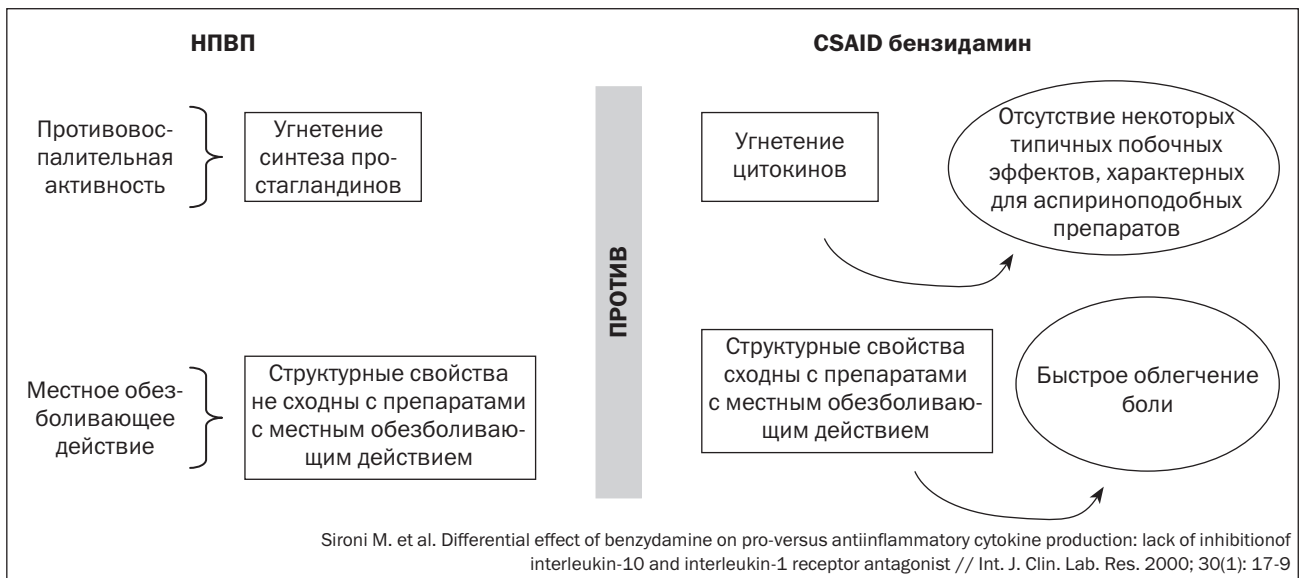 НПВП
CSAID бензидамин
Противовос-
палительная
активность
Угнетение
синтеза про-
стагландинов
ПРОТИВ
Угнетение
цитокинов
Отсутствие некоторых
типичных побочных
эффектов, характерных
для аспириноподобных
препаратов
Местное обез-
боливающее
действие
Структурные свойства
не сходны с препаратами
с местным обезболиваю-
щим действием
Структурные свойства
сходны с препаратами
с местным обезболиваю-
щим действием
Быстрое облегчение
боли
Sironi M. et al. Differential effect of benzydamine on pro-versus antiinflammatory cytokine production: lack of inhibitionof
interleukin-10 and interleukin-1 receptor antagonist // Int. J. Clin. Lab. Res. 2000; 30(1): 17-9